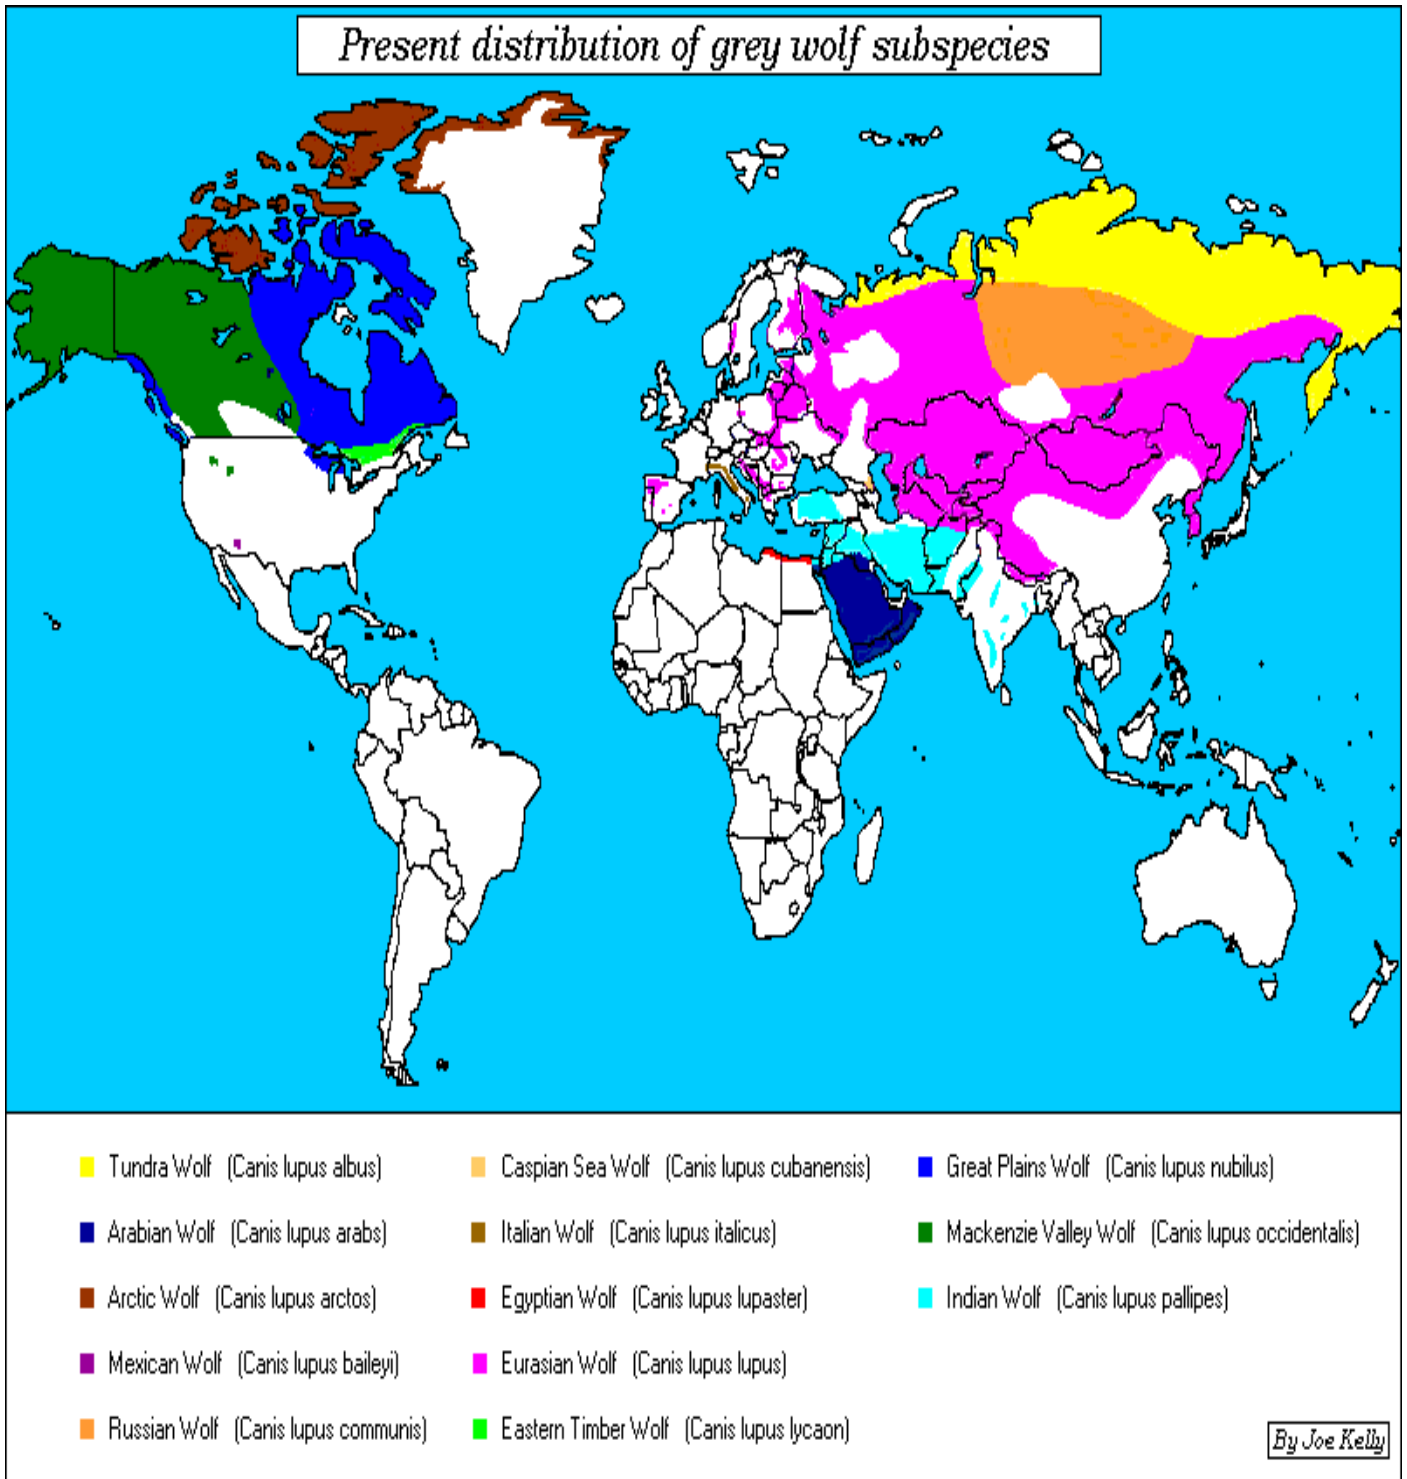 Present distribution of grey wolf subspecies
Tundra Wolf (Canis lupus albus)
Caspian Sea Wolf (Canis lupus cubanensis)
Great Plains Wolf (Canis lupus nubilus)
Arabian Wolf (Canis lupus arabs)
Italian Wolf (Canis lupus italicus)
Mackenzie Valley Wolf (Canis lupus occidentalis)
Arctic Wolf (Canis lupus arctos)
Egyptian Wolf (Canis lupus lupaster)
Indian Wolf (Canis lupus pallipes)
Mexican Wolf (Canis lupus baileyi)
Eurasian Wolf (Canis lupus lupus)
Russian Wolf (Canis lupus communis)
Eastern Timber Wolf (Canis lupus lycaon)
By Joe Kelly